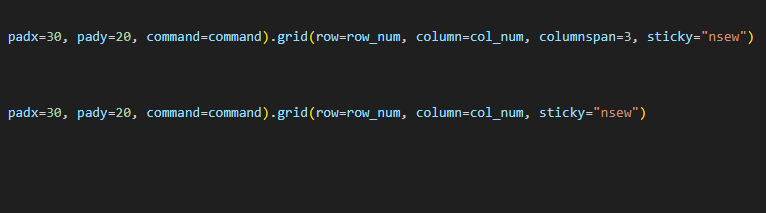 padx=30, pady=20, command=command).grid(row=row_num, column=col_num, columnspan=3, sticky="nsew")
padx=30, pady=20, command=command).grid(row=row_num, column=col_num, sticky="nsew")